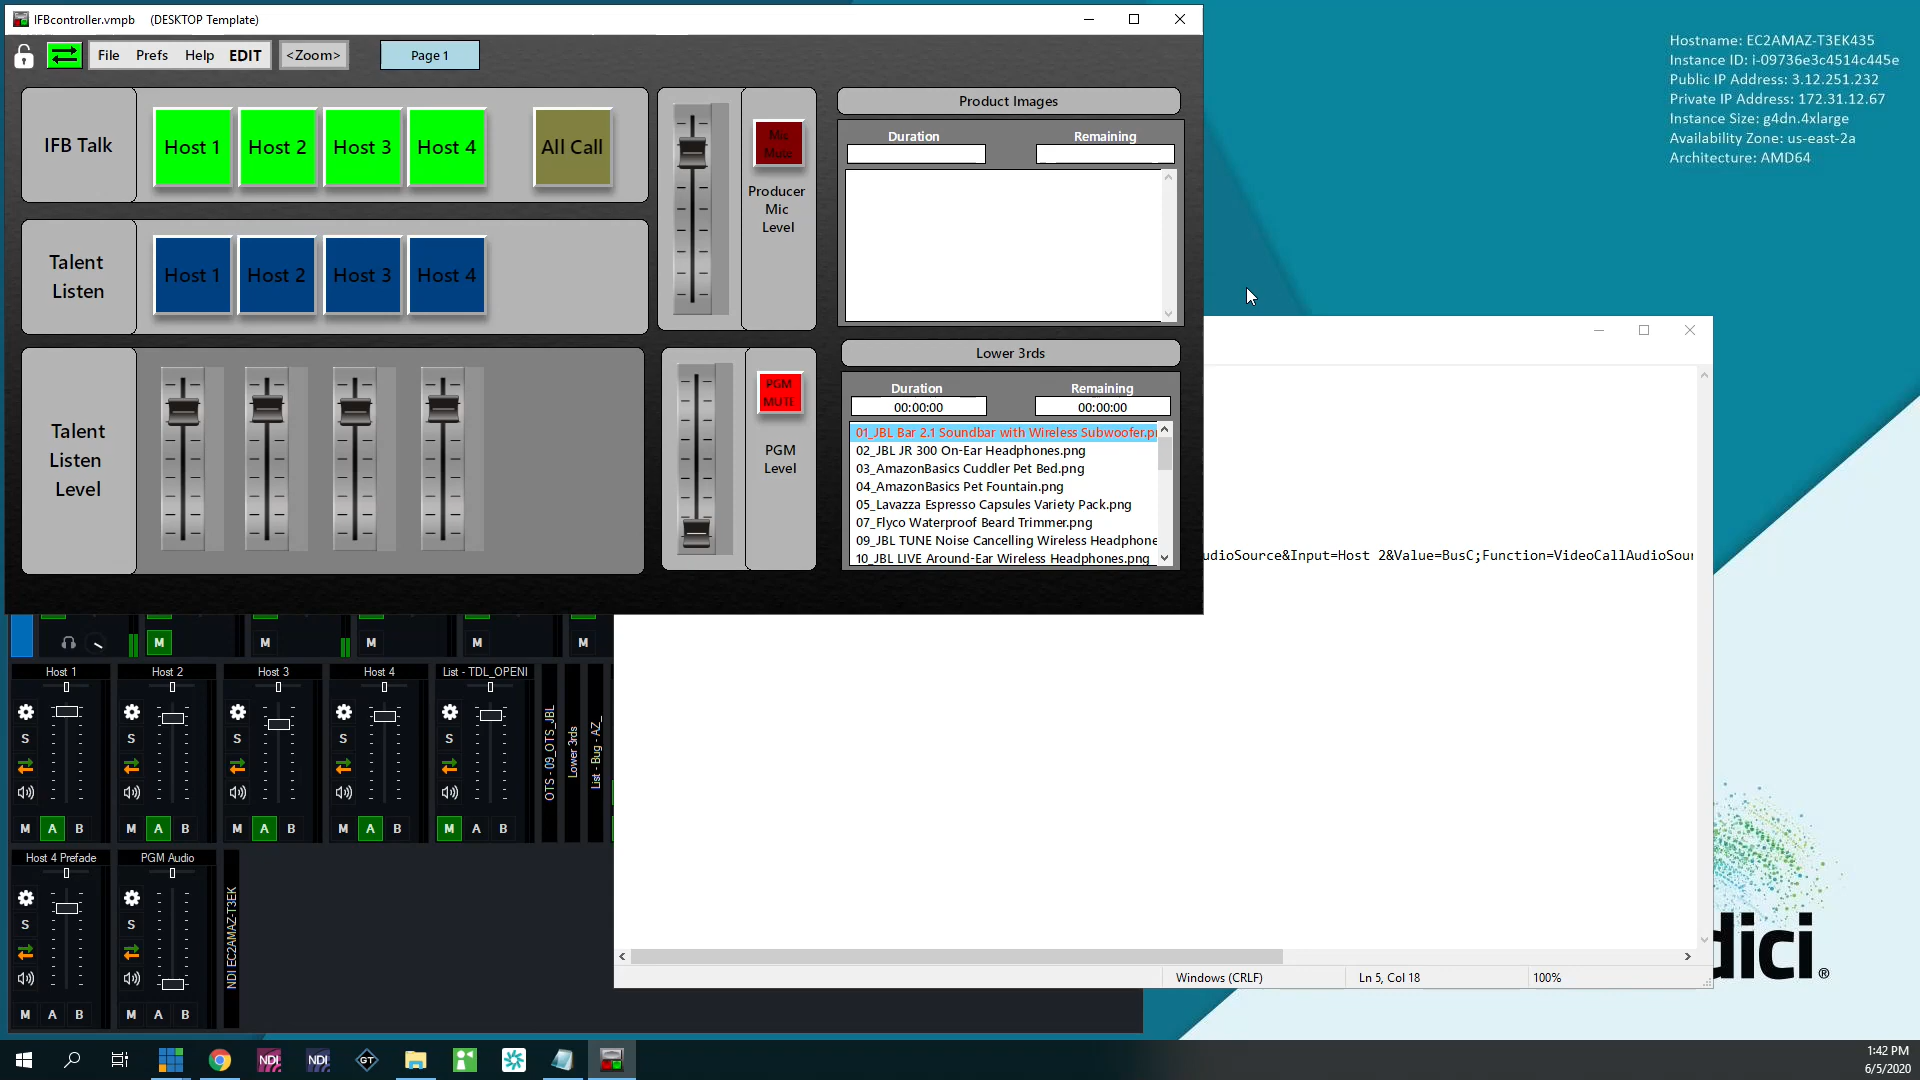 IFBcontroller.vmpb (DESKTOP Template)
File Prefs Help EDIT <Zoom> Page 1
Hostname: EC2AMAZ-T3EK435
Instance ID: i-09736e3c4514c445e
Public IP Address: 3.12.251.232
Private IP Address: 172.31.12.67
Instance Size: g4dn.4xlarge
Availability Zone: us-east-2a
Architecture: AMD64
IFB Talk
Host 1 Host 2 Host 3 Host 4 All Call
Talent
Listen
Host 1 Host 2 Host 3 Host 4
Talent
Listen
Level
Mic
Mute
Producer
Mic
Level
PGM
MUTE
PGM
Level
Product Images
Duration Remaining
Lower 3rds
Duration Remaining
00:00:00 00:00:00
01_JBL Bar 2.1 Soundbar with Wireless Subwoofer.p
02_JBL JR 300 On-Ear Headphones.png
03_AmazonBasics Cuddler Pet Bed.png
04_AmazonBasics Pet Fountain.png
05_Lavazza Espresso Capsules Variety Pack.png
07_Flyco Waterproof Beard Trimmer.png
09_JBL TUNE Noise Cancelling Wireless Headphone
10_JBL LIVE Around-Ear Wireless Headphones.png
udioSource&Input=Host 2&Value=BusC;Function=VideoCallAudioSour
M M M M M
Host 1 Host 2 Host 3 Host 4 List - TDL_OPENI
S S S S S
OTS - 09_OTS_JBL
Lower 3rds
List - Bug - AZ_
M A B M A B M A B M A B M A B
Host 4 Prefade PGM Audio
S S
NDI EC2AMAZ-T3EK
M A B M A B
Windows (CRLF) Ln 5, Col 18 100%
dici®
NDI NDI GT
1:42 PM
6/5/2020